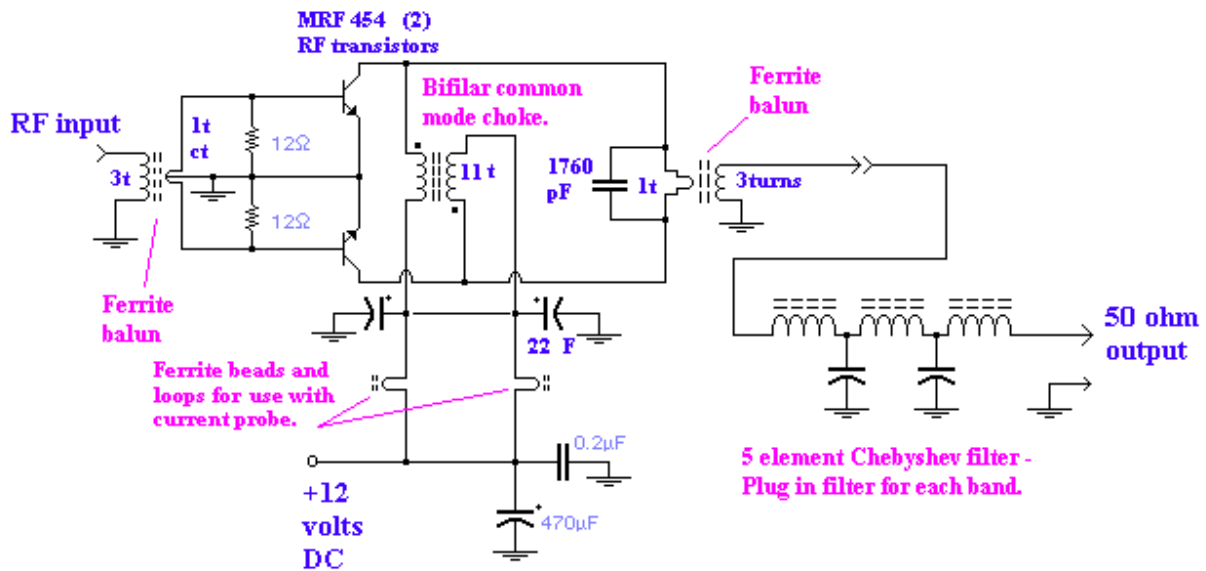 MRF 454 (2)
RF transistors
Bifilar common
mode choke.
Ferrite
balun
RF input
1t
ct
3t
12Ω
12Ω
11 t
1760
pF
1t
3turns
Ferrite
balun
+
+
22 F
Ferrite beads and
loops for use with
current probe.
0.2µF
+12
volts
DC
+
470µF
50 ohm
output
5 element Chebyshev filter -
Plug in filter for each band.